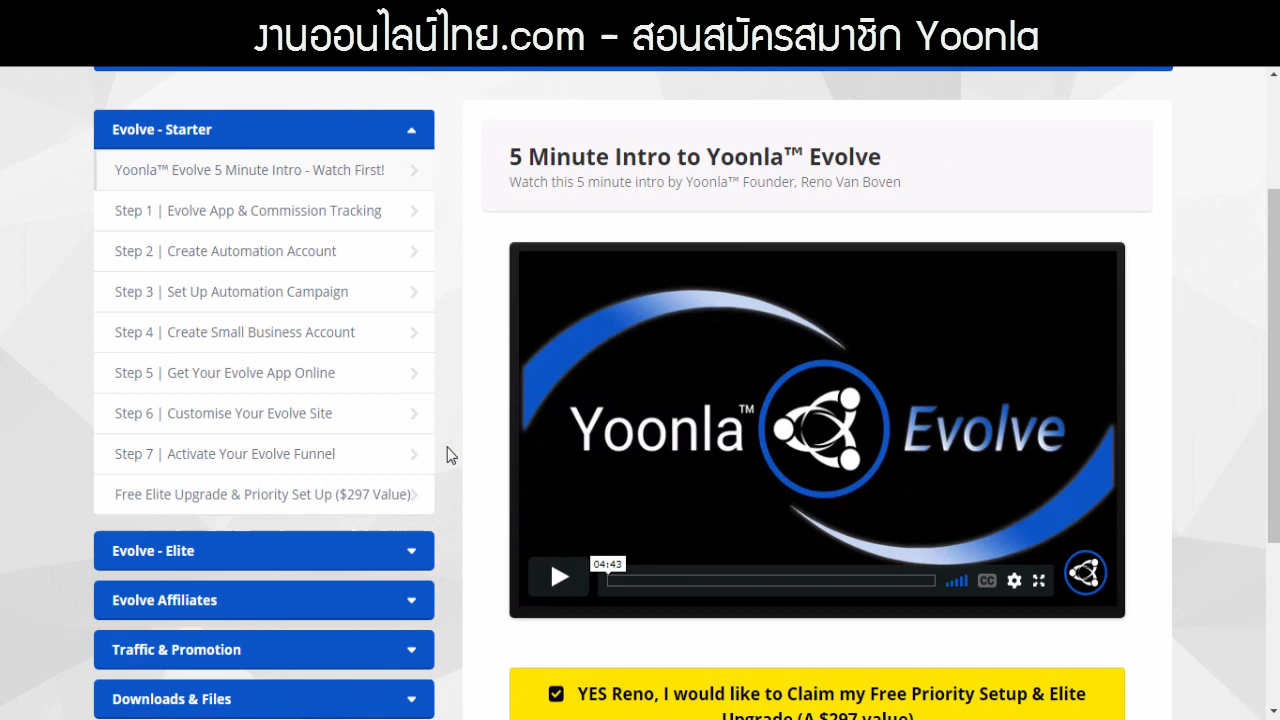 งานออนไลน์ไทย.com - สอนสมัครสมาชิก Yoonla
Evolve - Starter
Yoonla™ Evolve 5 Minute Intro - Watch First!
Step 1 | Evolve App & Commission Tracking
Step 2 | Create Automation Account
Step 3 | Set Up Automation Campaign
Step 4 | Create Small Business Account
Step 5 | Get Your Evolve App Online
Step 6 | Customise Your Evolve Site
Step 7 | Activate Your Evolve Funnel
Free Elite Upgrade & Priority Set Up ($297 Value)
Evolve - Elite
Evolve Affiliates
Traffic & Promotion
Downloads & Files
5 Minute Intro to Yoonla™ Evolve
Watch this 5 minute intro by Yoonla™ Founder, Reno Van Boven
Yoonla™ Evolve
04:43
CC
YES Reno, I would like to Claim my Free Priority Setup & Elite
Upgrade (A $297 value)